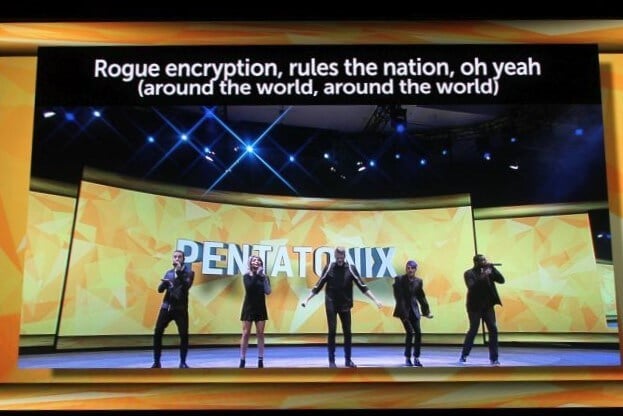 Rogue encryption, rules the nation, oh yeah
(around the world, around the world)
PENTATONIX